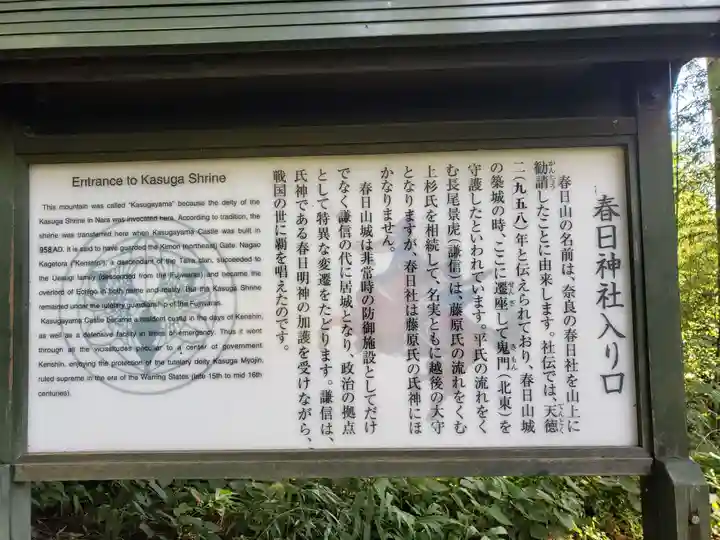 春日神社入り口
春日山の名前は、奈良の春日社を山上に
勧請したことに由来します。社伝では、天徳
二（九五八）年と伝えられており、春日山城
の築城の時、ここに遷座して鬼門（北東）を
守護したといわれています。平氏の流れをく
む長尾景虎（謙信）は、藤原氏の流れをくむ
上杉氏を相続して、名実ともに越後の大守
となりますが、春日社は藤原氏の氏神にほ
かなりません。
春日山城は非常時の防御施設としてだけ
でなく謙信の代に居城となり、政治の拠点
として特異な変遷をたどります。謙信は、
氏神である春日明神の加護を受けながら、
戦国の世に覇を唱えたのです。
Entrance to Kasuga Shrine
This mountain was called "Kasugayama" because the deity of the
Kasuga Shrine in Nara was invocated here. According to tradition, the
shrine was transferred here when Kasugayama Castle was built in
958AD. It is said to have guarded the Kimon (northeast) Gate. Nagao
Kagetora ("Kenshin"), a descendant of the Taira clan, succeeded to
the Uesugi family (descended from the Fujiwaras) and became the
overlord of Echigo in both name and reality. But the Kasuga Shrine
remained under the tutelary guardianship of the Fujiwaras.
Kasugayama Castle became a resident castle in the days of Kenshin,
as well as a defensive facility in times of emergency. Thus it went
through all the vicissitudes peculiar to a center of government
Kenshin, enjoying the protection of the tutelary deity Kasuga Myojin,
ruled supreme in the era of the Warring States (late 15th to mid 16th
centuries).